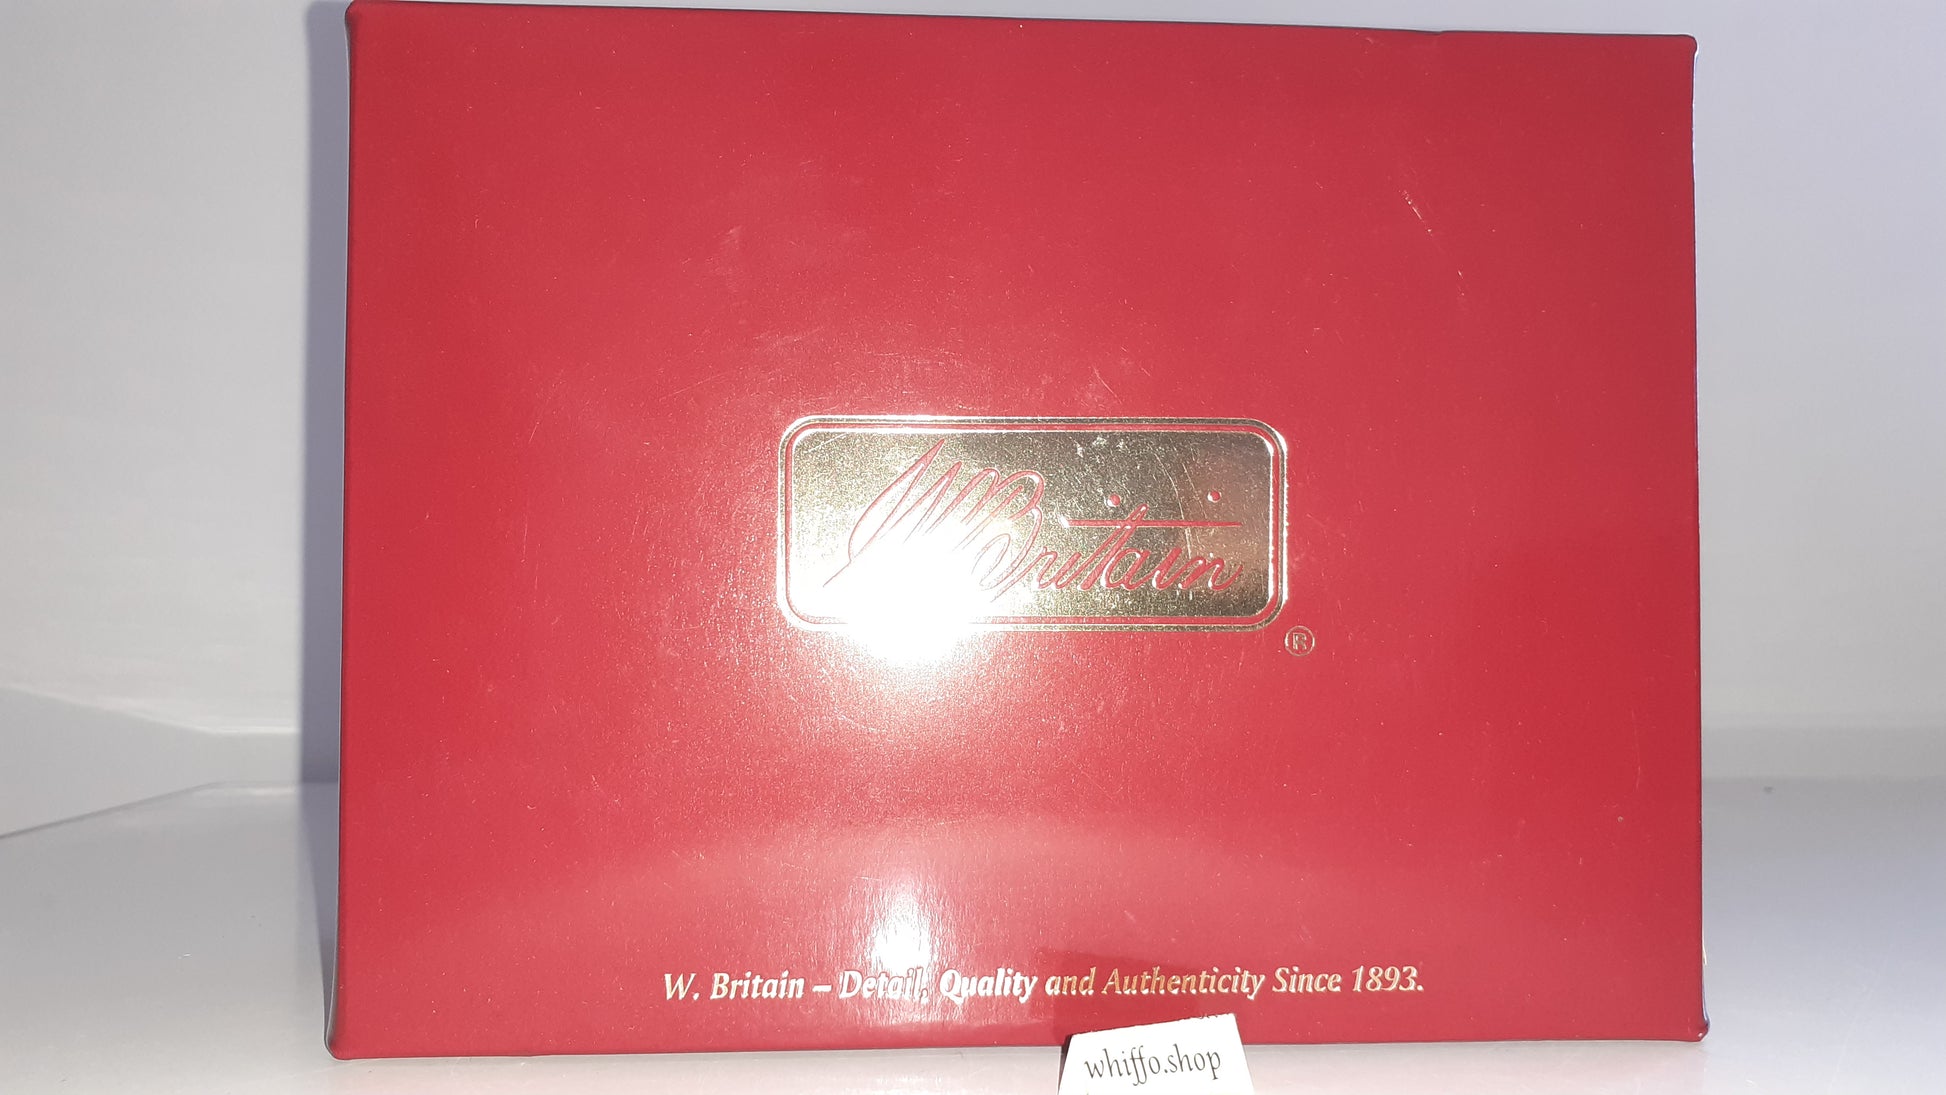 W Britain
®
W. Britain – Detail, Quality and Authenticity Since 1893.
whiffo.shop